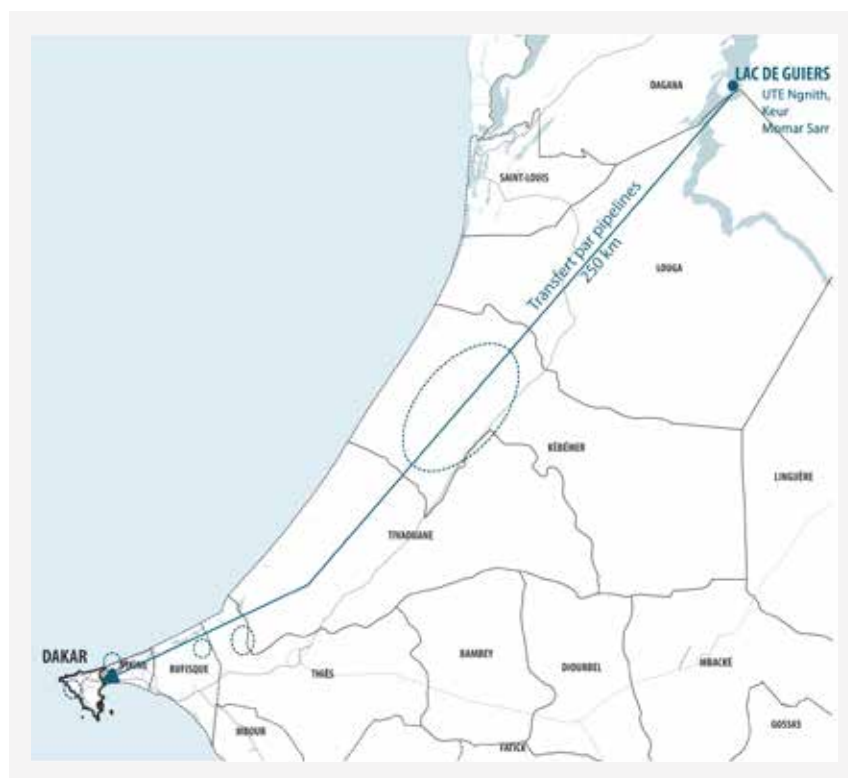 LAC DE GUIERS
UTE Ngnith,
Keur
Momar Sarr
DAGANA
SAINT-LOUIS
Transfert par pipelines
250 km
LOUGA
KÉBÉMER
LINGUÈRE
TIVAOUANE
DAKAR
PIKINE
RUFISQUE
THIÈS
BAMBEY
DIOURBEL
MBACKÉ
MBOUR
FATICK
GOSSAS